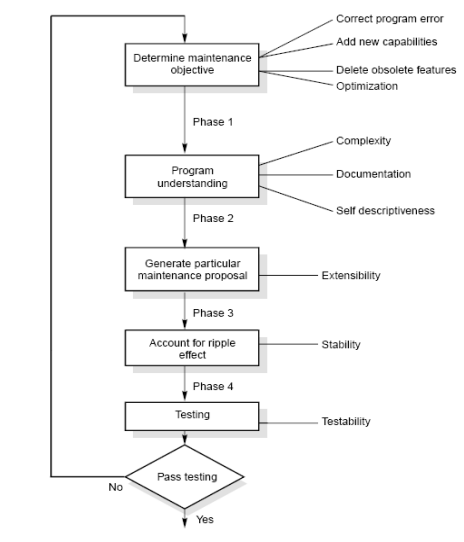 Correct program error
Add new capabilities
Determine maintenance
objective
Delete obsolete features
Optimization
Phase 1
Complexity
Program
understanding
Documentation
Self descriptiveness
Phase 2
Generate particular
maintenance proposal
Extensibility
Phase 3
Account for ripple
effect
Stability
Phase 4
Testing
Testability
Pass testing
No
Yes